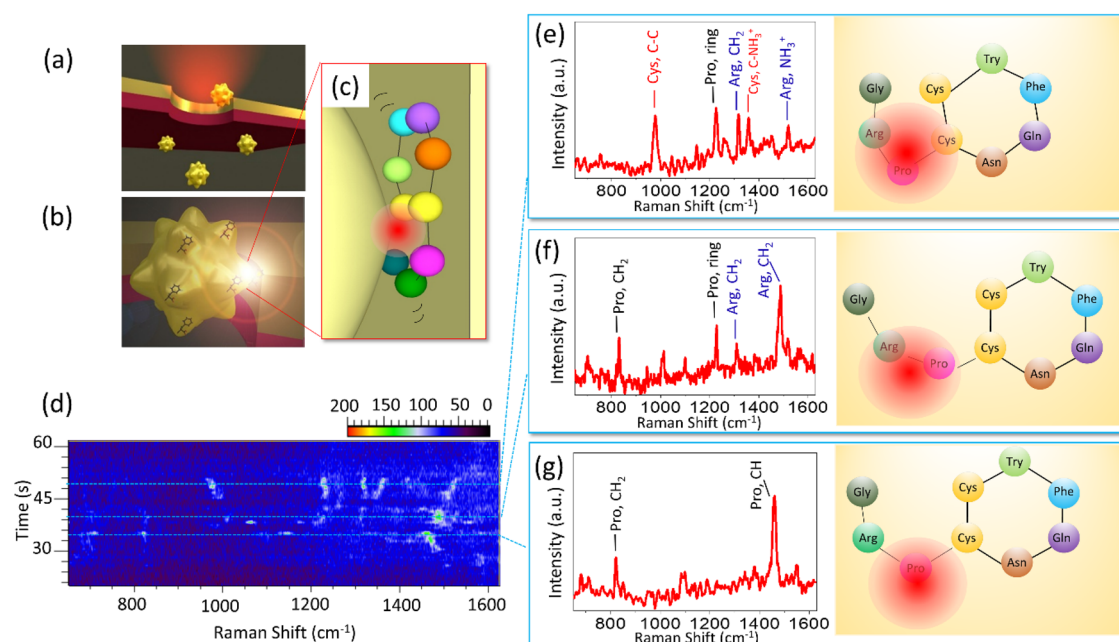 (a)
(b)
(c)
(d)
200 150 100 50 0
60
45
30
Time (s)
800 1000 1200 1400 1600
Raman Shift (cm⁻¹)
(e)
Intensity (a.u.)
Cys, C-C
Pro, ring
Arg, CH₂
Cys, C-NH₃⁺
Arg, NH₃⁺
800 1000 1200 1400 1600
Raman Shift (cm⁻¹)
Gly
Arg
Pro
Cys
Cys
Try
Phe
Gln
Asn
(f)
Intensity (a.u.)
Pro, CH₂
Pro, ring
Arg, CH₂
Arg, CH₂
800 1000 1200 1400 1600
Raman Shift (cm⁻¹)
Gly
Arg
Pro
Cys
Cys
Try
Phe
Gln
Asn
(g)
Intensity (a.u.)
Pro, CH₂
Pro, CH
800 1000 1200 1400 1600
Raman Shift (cm⁻¹)
Gly
Arg
Pro
Cys
Cys
Try
Phe
Gln
Asn